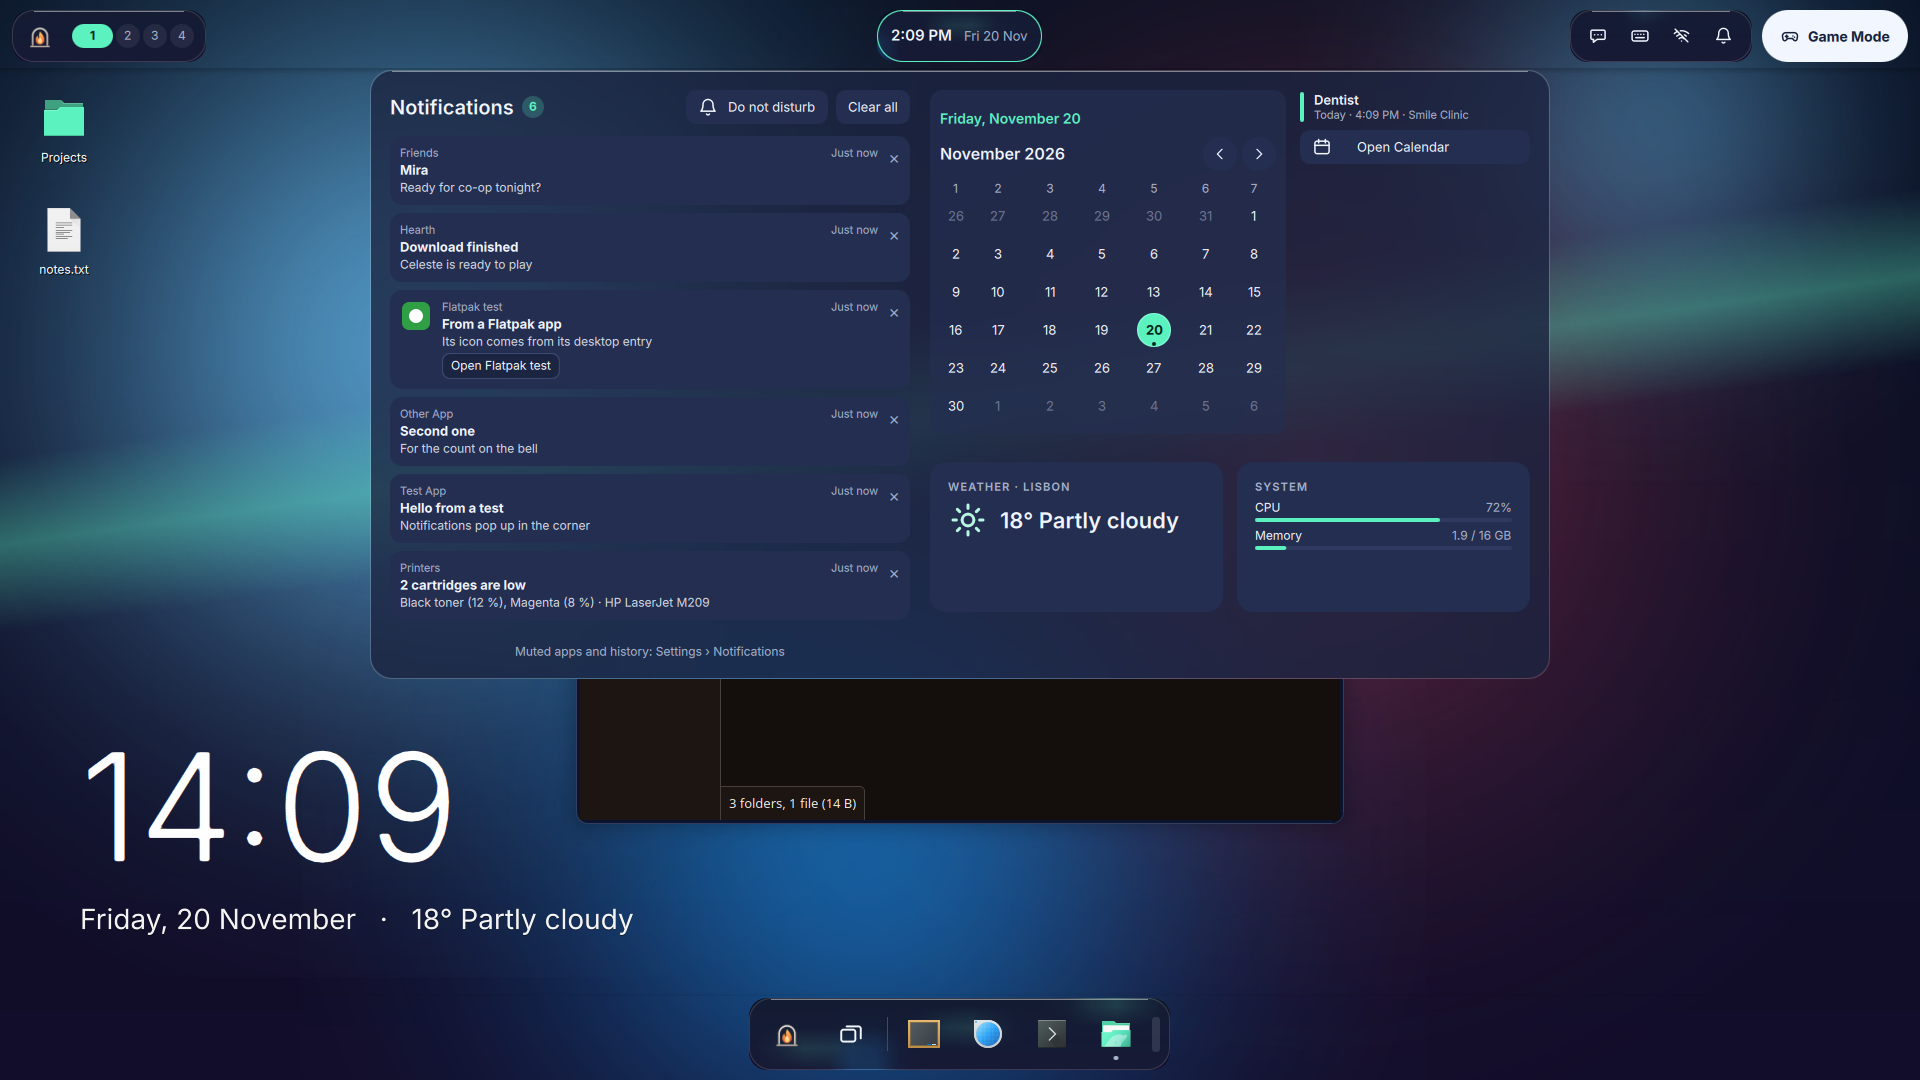 1 2 3 4
2:09 PM Fri 20 Nov
Game Mode
Projects
notes.txt
Notifications 6
Do not disturb
Clear all
Friends
Just now
Mira
Ready for co-op tonight?
Hearth
Just now
Download finished
Celeste is ready to play
Flatpak test
Just now
From a Flatpak app
Its icon comes from its desktop entry
Open Flatpak test
Other App
Just now
Second one
For the count on the bell
Test App
Just now
Hello from a test
Notifications pop up in the corner
Printers
Just now
2 cartridges are low
Black toner (12 %), Magenta (8 %) · HP LaserJet M209
Muted apps and history: Settings › Notifications
Friday, November 20
November 2026
1 2 3 4 5 6 7
26 27 28 29 30 31 1
2 3 4 5 6 7 8
9 10 11 12 13 14 15
16 17 18 19 20 21 22
23 24 25 26 27 28 29
30 1 2 3 4 5 6
Dentist
Today · 4:09 PM · Smile Clinic
Open Calendar
WEATHER · LISBON
18° Partly cloudy
SYSTEM
CPU 72%
Memory 1.9 / 16 GB
3 folders, 1 file (14 B)
14:09
Friday, 20 November · 18° Partly cloudy